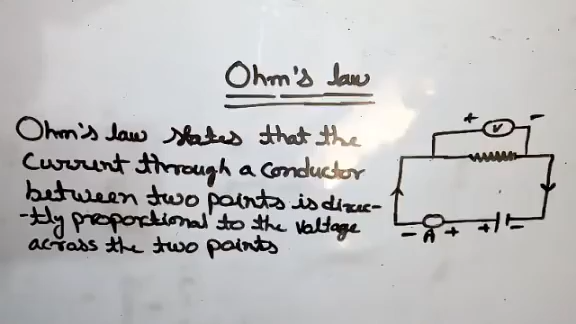 Ohm's law
Ohm's law states that the
current through a conductor
between two points is direc-
-tly proportional to the voltage
across the two points
+ V -
- A + + -